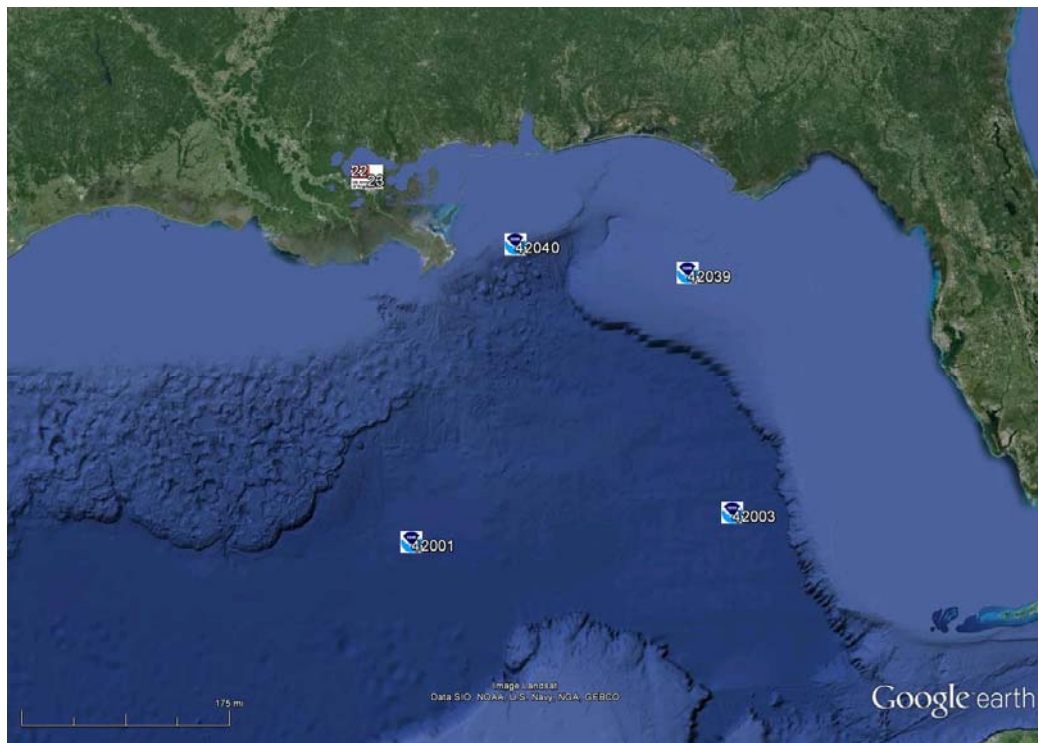 22
23
42040
42039
42003
42001
Image Landsat
Data SIO, NOAA, U.S. Navy, NGA, GEBCO
175 mi
Google earth